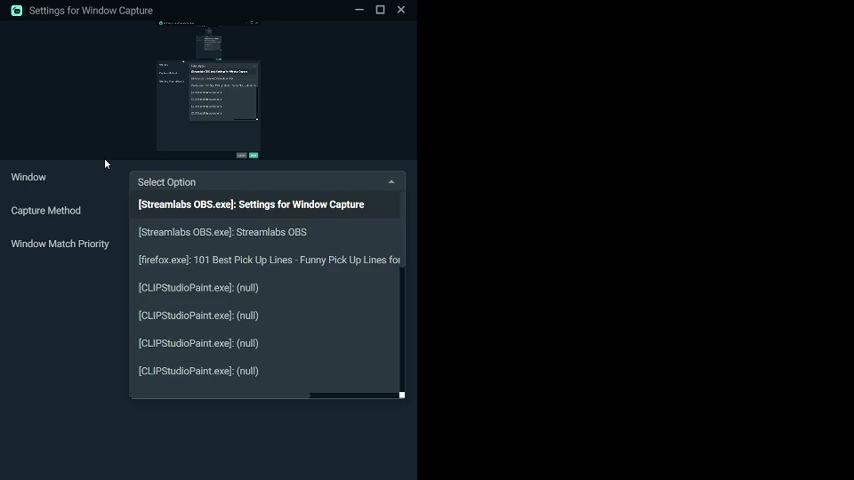 Settings for Window Capture
Window
Select Option
[Streamlabs OBS.exe]: Settings for Window Capture
Capture Method
[Streamlabs OBS.exe]: Streamlabs OBS
Window Match Priority
[firefox.exe]: 101 Best Pick Up Lines - Funny Pick Up Lines for
[CLIPStudioPaint.exe]: (null)
[CLIPStudioPaint.exe]: (null)
[CLIPStudioPaint.exe]: (null)
[CLIPStudioPaint.exe]: (null)